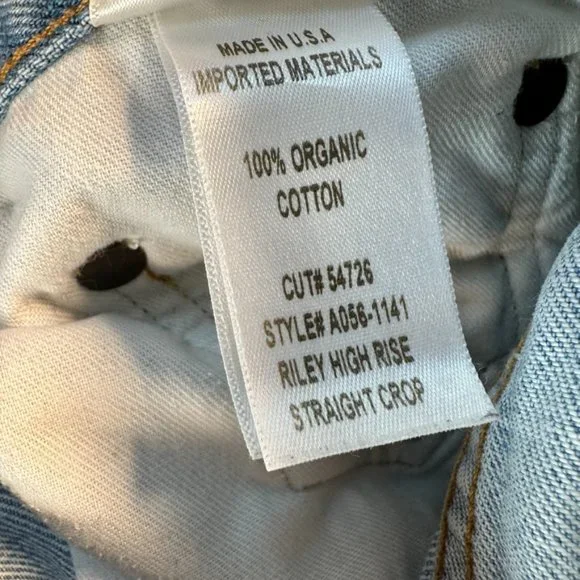 MADE IN U.S.A
IMPORTED MATERIALS
100% ORGANIC
COTTON
CUT# 54726
STYLE# A056-1141
RILEY HIGH RISE
STRAIGHT CROP